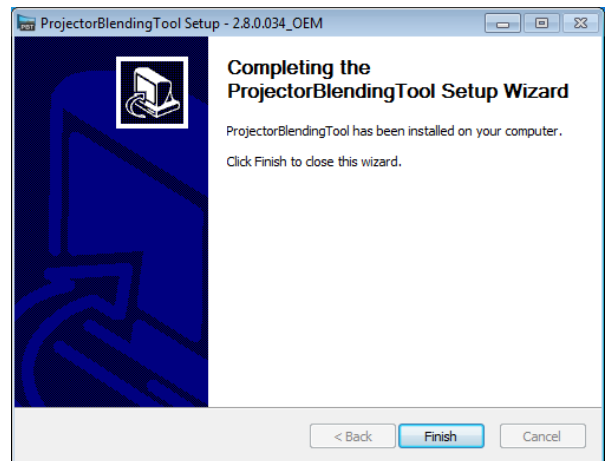 ProjectorBlendingTool Setup - 2.8.0.034_OEM
Completing the
ProjectorBlendingTool Setup Wizard
ProjectorBlendingTool has been installed on your computer.
Click Finish to close this wizard.
< Back
Finish
Cancel